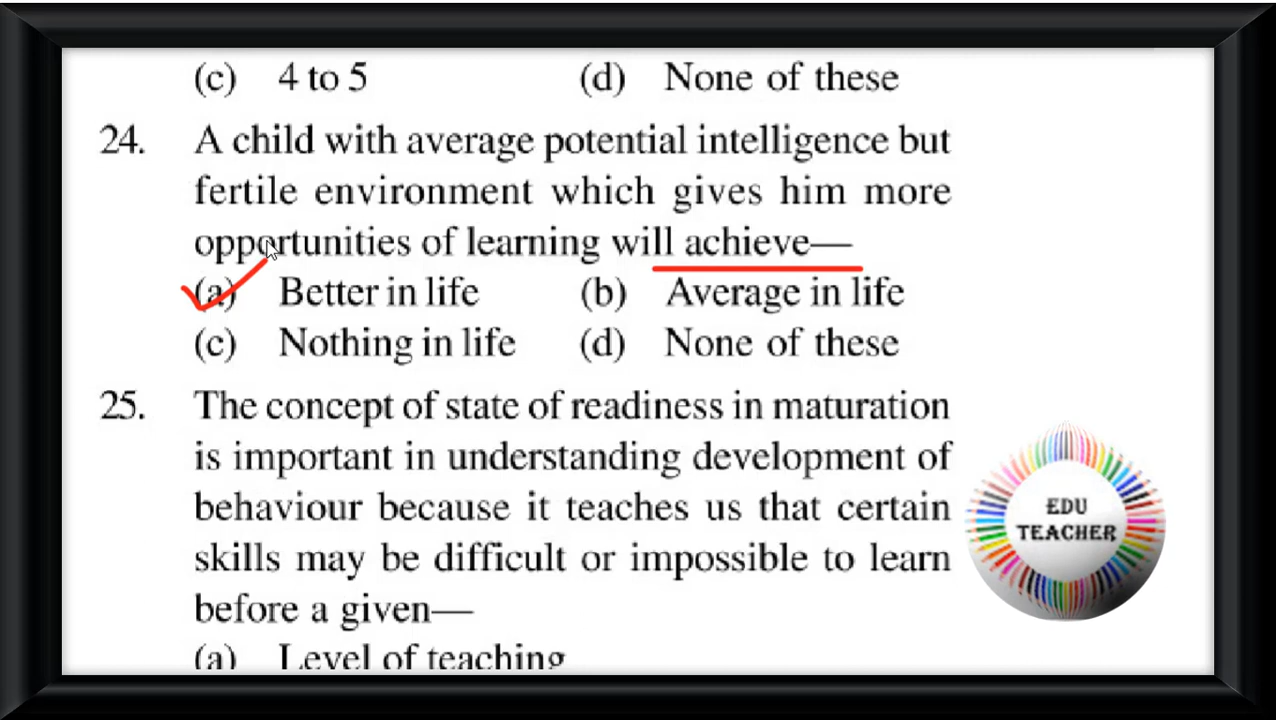 (c) 4 to 5 (d) None of these
24. A child with average potential intelligence but
fertile environment which gives him more
opportunities of learning will achieve—
(a) Better in life (b) Average in life
(c) Nothing in life (d) None of these
25. The concept of state of readiness in maturation
is important in understanding development of
behaviour because it teaches us that certain
skills may be difficult or impossible to learn
before a given—
(a) Level of teaching
EDU
TEACHER